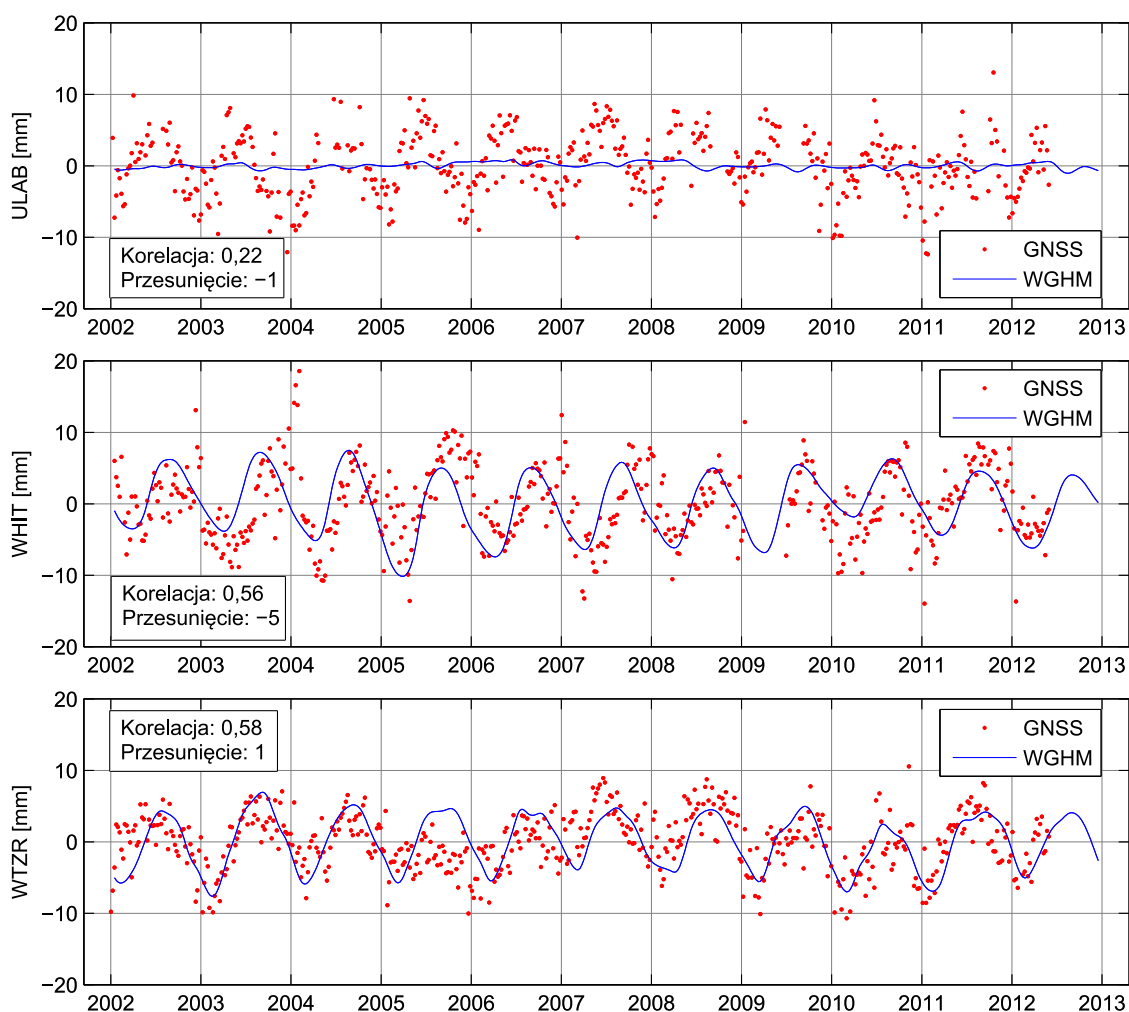 20
10
0
−10
−20
ULAB [mm]
Korelacja: 0,22
Przesunięcie: −1
GNSS
WGHM
2002 2003 2004 2005 2006 2007 2008 2009 2010 2011 2012 2013
20
10
0
−10
−20
WHIT [mm]
GNSS
WGHM
Korelacja: 0,56
Przesunięcie: −5
2002 2003 2004 2005 2006 2007 2008 2009 2010 2011 2012 2013
20
10
0
−10
−20
WTZR [mm]
Korelacja: 0,58
Przesunięcie: 1
GNSS
WGHM
2002 2003 2004 2005 2006 2007 2008 2009 2010 2011 2012 2013